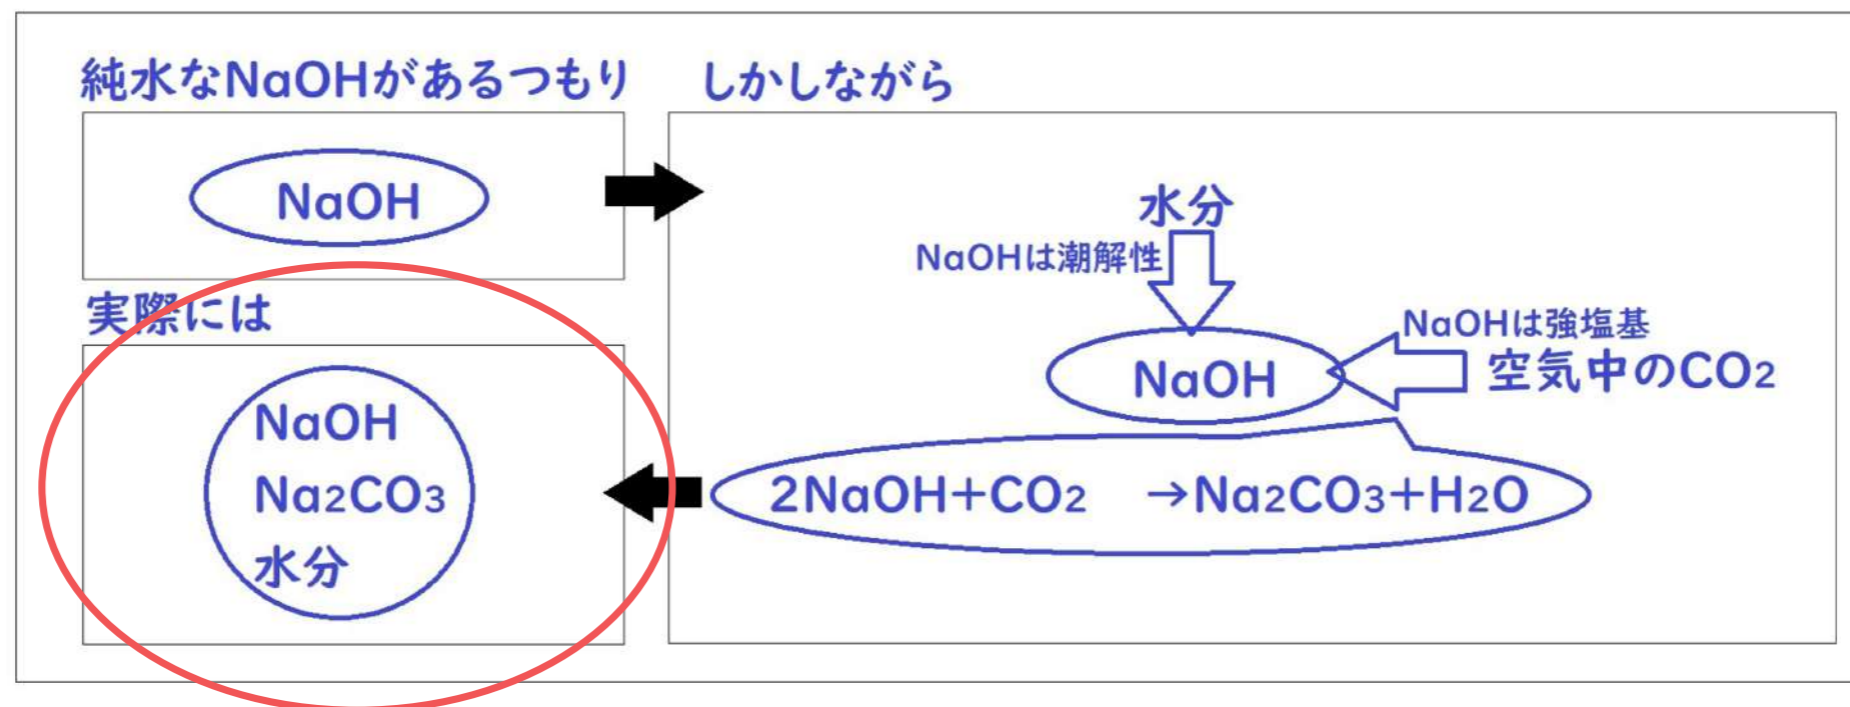 純水なNaOHがあるつもり
NaOH
しかしながら
水分
NaOHは潮解性
NaOHは強塩基
空気中のCO2
NaOH
2NaOH+CO2 →Na2CO3+H2O
実際には
NaOH
Na2CO3
水分